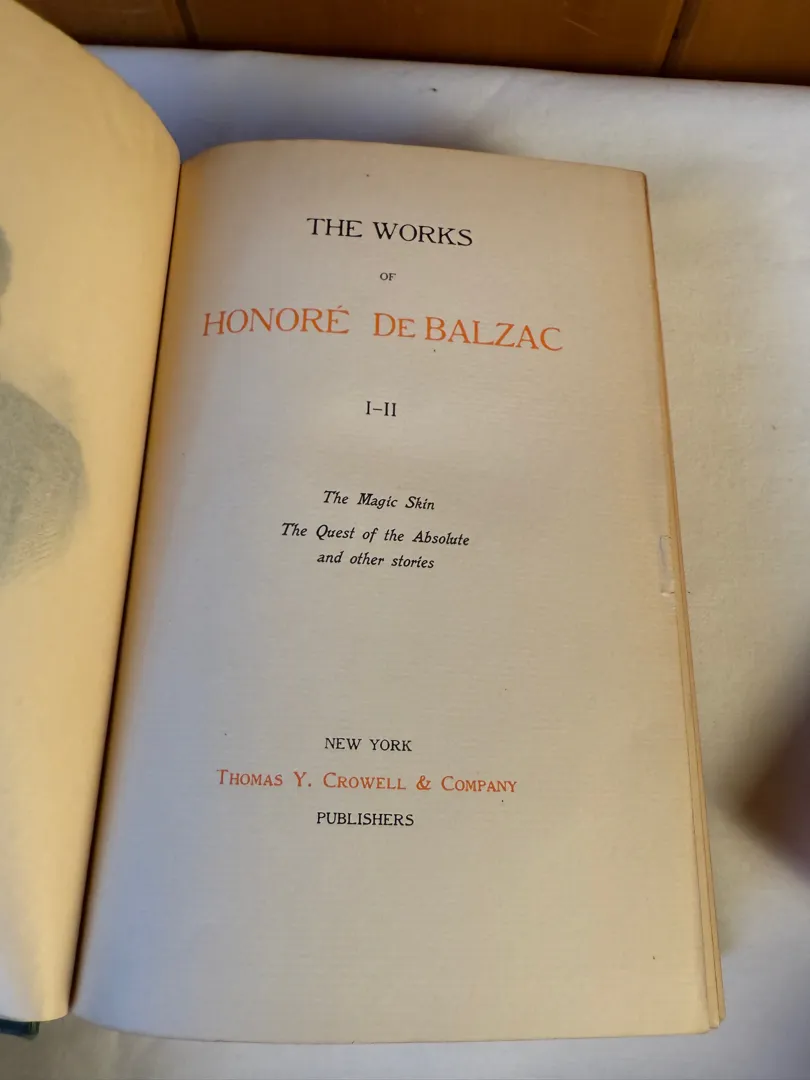 THE WORKS
OF
HONORÉ DE BALZAC
I–II
The Magic Skin
The Quest of the Absolute
and other stories
NEW YORK
THOMAS Y. CROWELL & COMPANY
PUBLISHERS